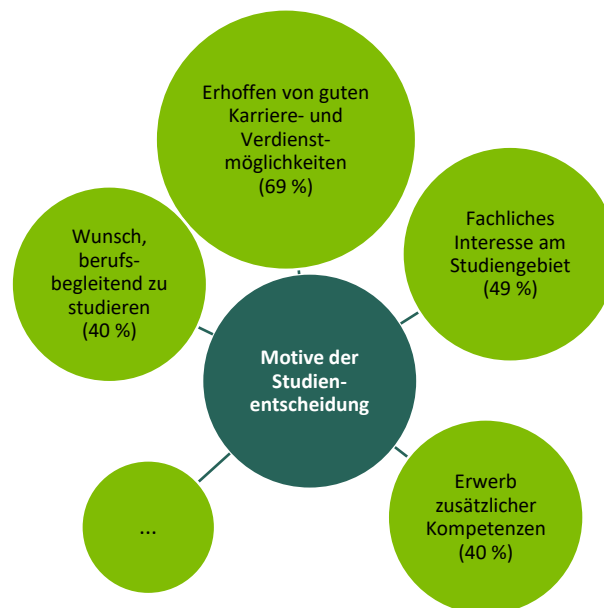 Erhoffen von guten
Karriere- und
Verdienst-
möglichkeiten
(69 %)
Fachliches
Interesse am
Studiengebiet
(49 %)
Wunsch,
berufs-
begleitend zu
studieren
(40 %)
Motive der
Studien-
entscheidung
Erwerb
zusätzlicher
Kompetenzen
(40 %)
...